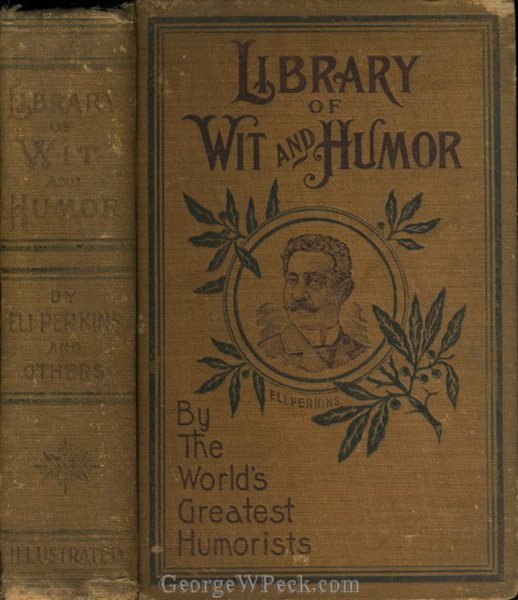 LIBRARY
OF
WIT
AND
HUMOR
BY
ELI PERKINS
AND
OTHERS
ILLUSTRATED
LIBRARY
OF
WIT AND HUMOR
ELI PERKINS
By
The
World's
Greatest
Humorists
GeorgeWPeck.com